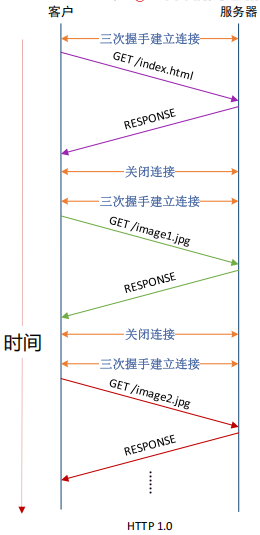 客户
服务器
三次握手建立连接
GET /index.html
RESPONSE
关闭连接
三次握手建立连接
GET /image1.jpg
RESPONSE
关闭连接
时间
三次握手建立连接
GET /image2.jpg
RESPONSE
......
HTTP 1.0